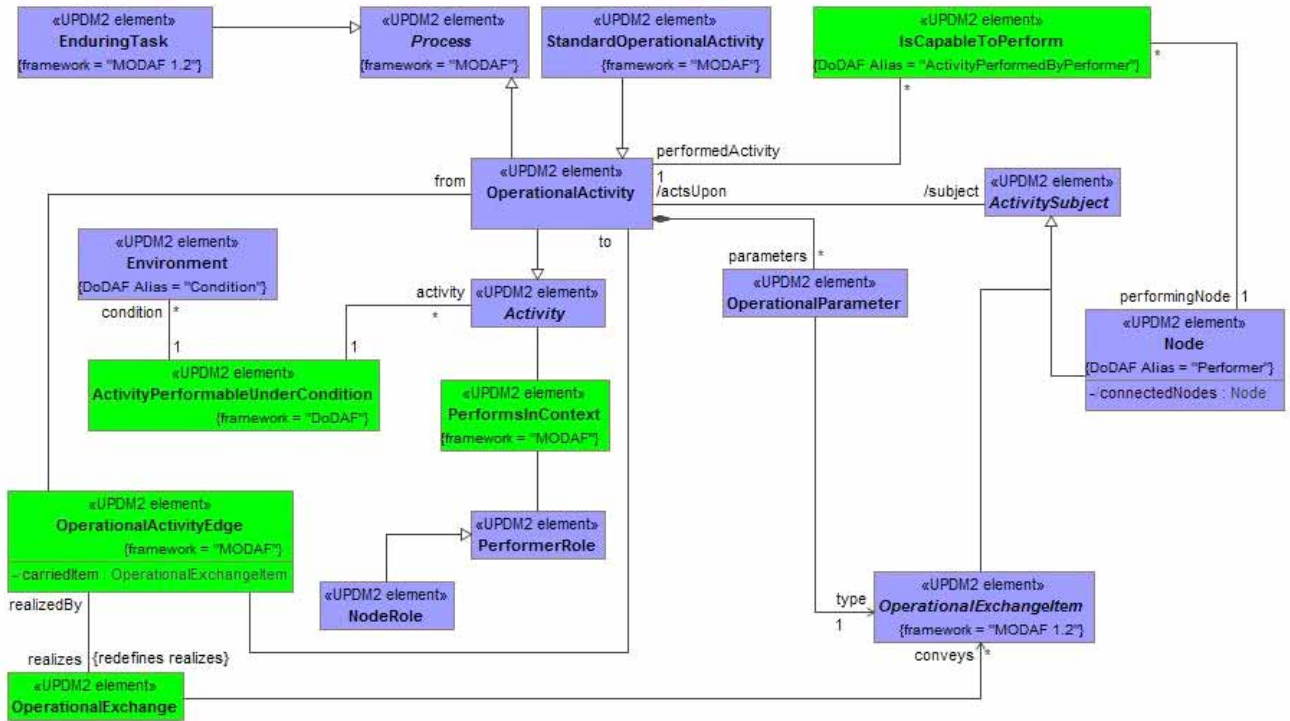 «UPDM2 element»
EnduringTask
{framework = "MODAF 1.2"}
«UPDM2 element»
Process
{framework = "MODAF"}
«UPDM2 element»
StandardOperationalActivity
{framework = "MODAF"}
«UPDM2 element»
IsCapableToPerform
{DoDAF Alias = "ActivityPerformedByPerformer"}
*
*
performedActivity
1
«UPDM2 element»
OperationalActivity
from
/actsUpon
/subject
«UPDM2 element»
ActivitySubject
to
«UPDM2 element»
Environment
{DoDAF Alias = "Condition"}
condition
*
1
activity
*
1
«UPDM2 element»
Activity
parameters
*
«UPDM2 element»
OperationalParameter
performingNode
1
«UPDM2 element»
Node
{DoDAF Alias = "Performer"}
- connectedNodes : Node
«UPDM2 element»
ActivityPerformableUnderCondition
{framework = "DoDAF"}
«UPDM2 element»
PerformsInContext
{framework = "MODAF"}
«UPDM2 element»
OperationalActivityEdge
{framework = "MODAF"}
- carriedItem : OperationalExchangeItem
«UPDM2 element»
PerformerRole
«UPDM2 element»
NodeRole
realizedBy
type
1
«UPDM2 element»
OperationalExchangeItem
{framework = "MODAF 1.2"}
conveys
*
realizes
{redefines realizes}
«UPDM2 element»
OperationalExchange